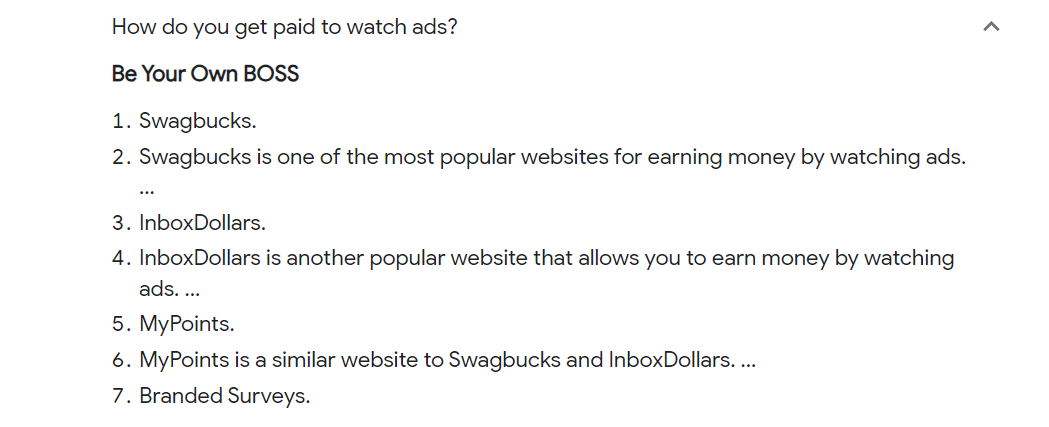 How do you get paid to watch ads?
Be Your Own BOSS
1. Swagbucks.
2. Swagbucks is one of the most popular websites for earning money by watching ads.
...
3. InboxDollars.
4. InboxDollars is another popular website that allows you to earn money by watching
ads. ...
5. MyPoints.
6. MyPoints is a similar website to Swagbucks and InboxDollars. ...
7. Branded Surveys.